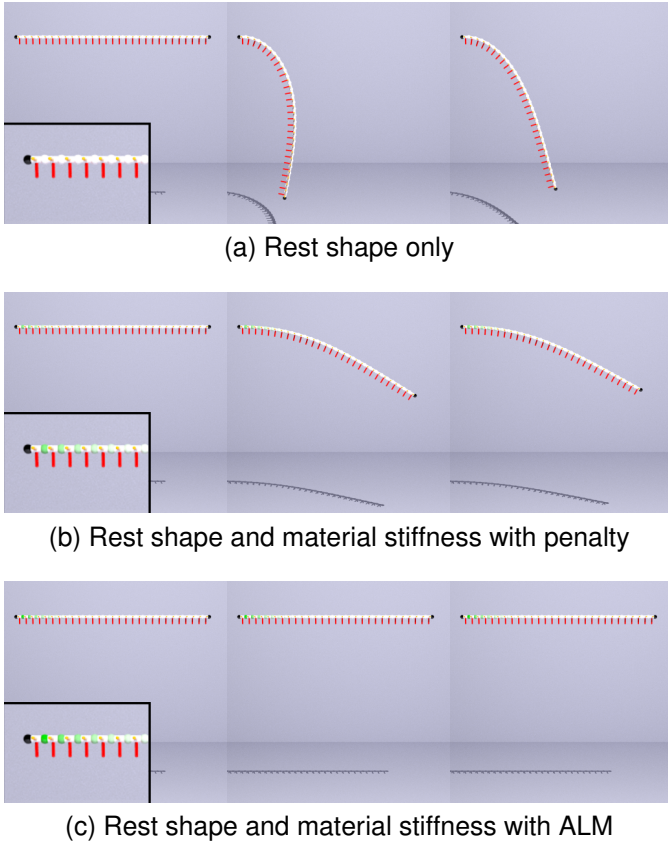 (a) Rest shape only
(b) Rest shape and material stiffness with penalty
(c) Rest shape and material stiffness with ALM